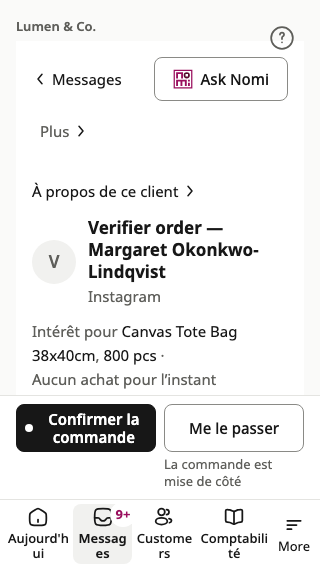 Lumen & Co.
?
Messages
Ask Nomi
Plus
À propos de ce client
V
Verifier order —
Margaret Okonkwo-
Lindqvist
Instagram
Intérêt pour Canvas Tote Bag
38x40cm, 800 pcs ·
Aucun achat pour l’instant
Confirmer la
commande
Me le passer
La commande est
mise de côté
Aujourd'h
ui
9+
Messag
es
Custome
rs
Comptabili
té
More